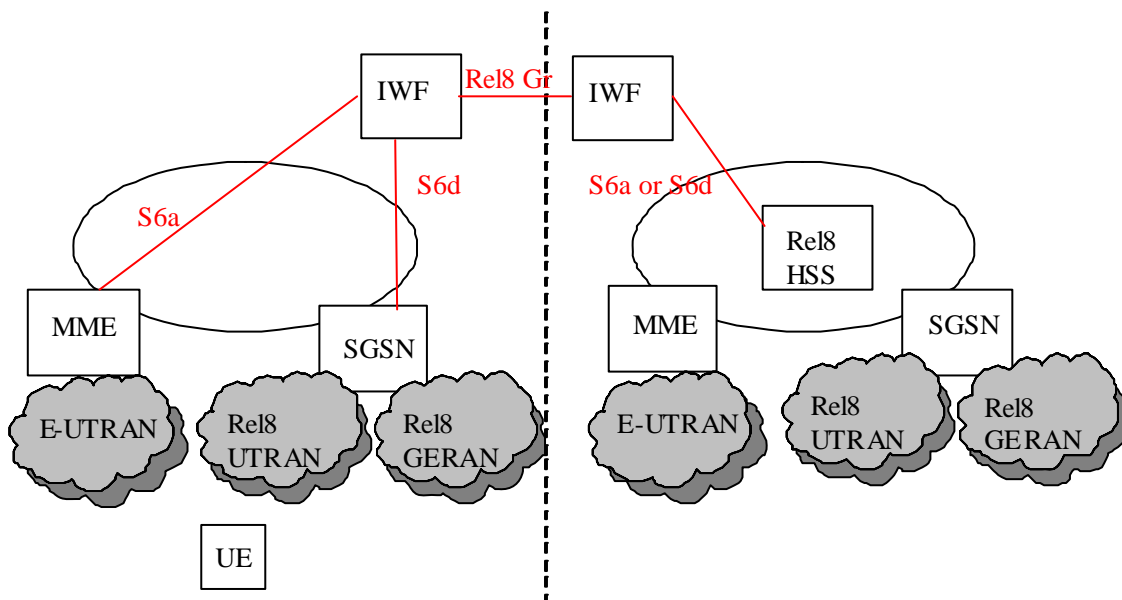 IWF
Rel8 Gr
IWF
S6a
S6d
S6a or S6d
Rel8
HSS
MME
SGSN
MME
SGSN
E-UTRAN
Rel8
UTRAN
Rel8
GERAN
E-UTRAN
Rel8
UTRAN
Rel8
GERAN
UE